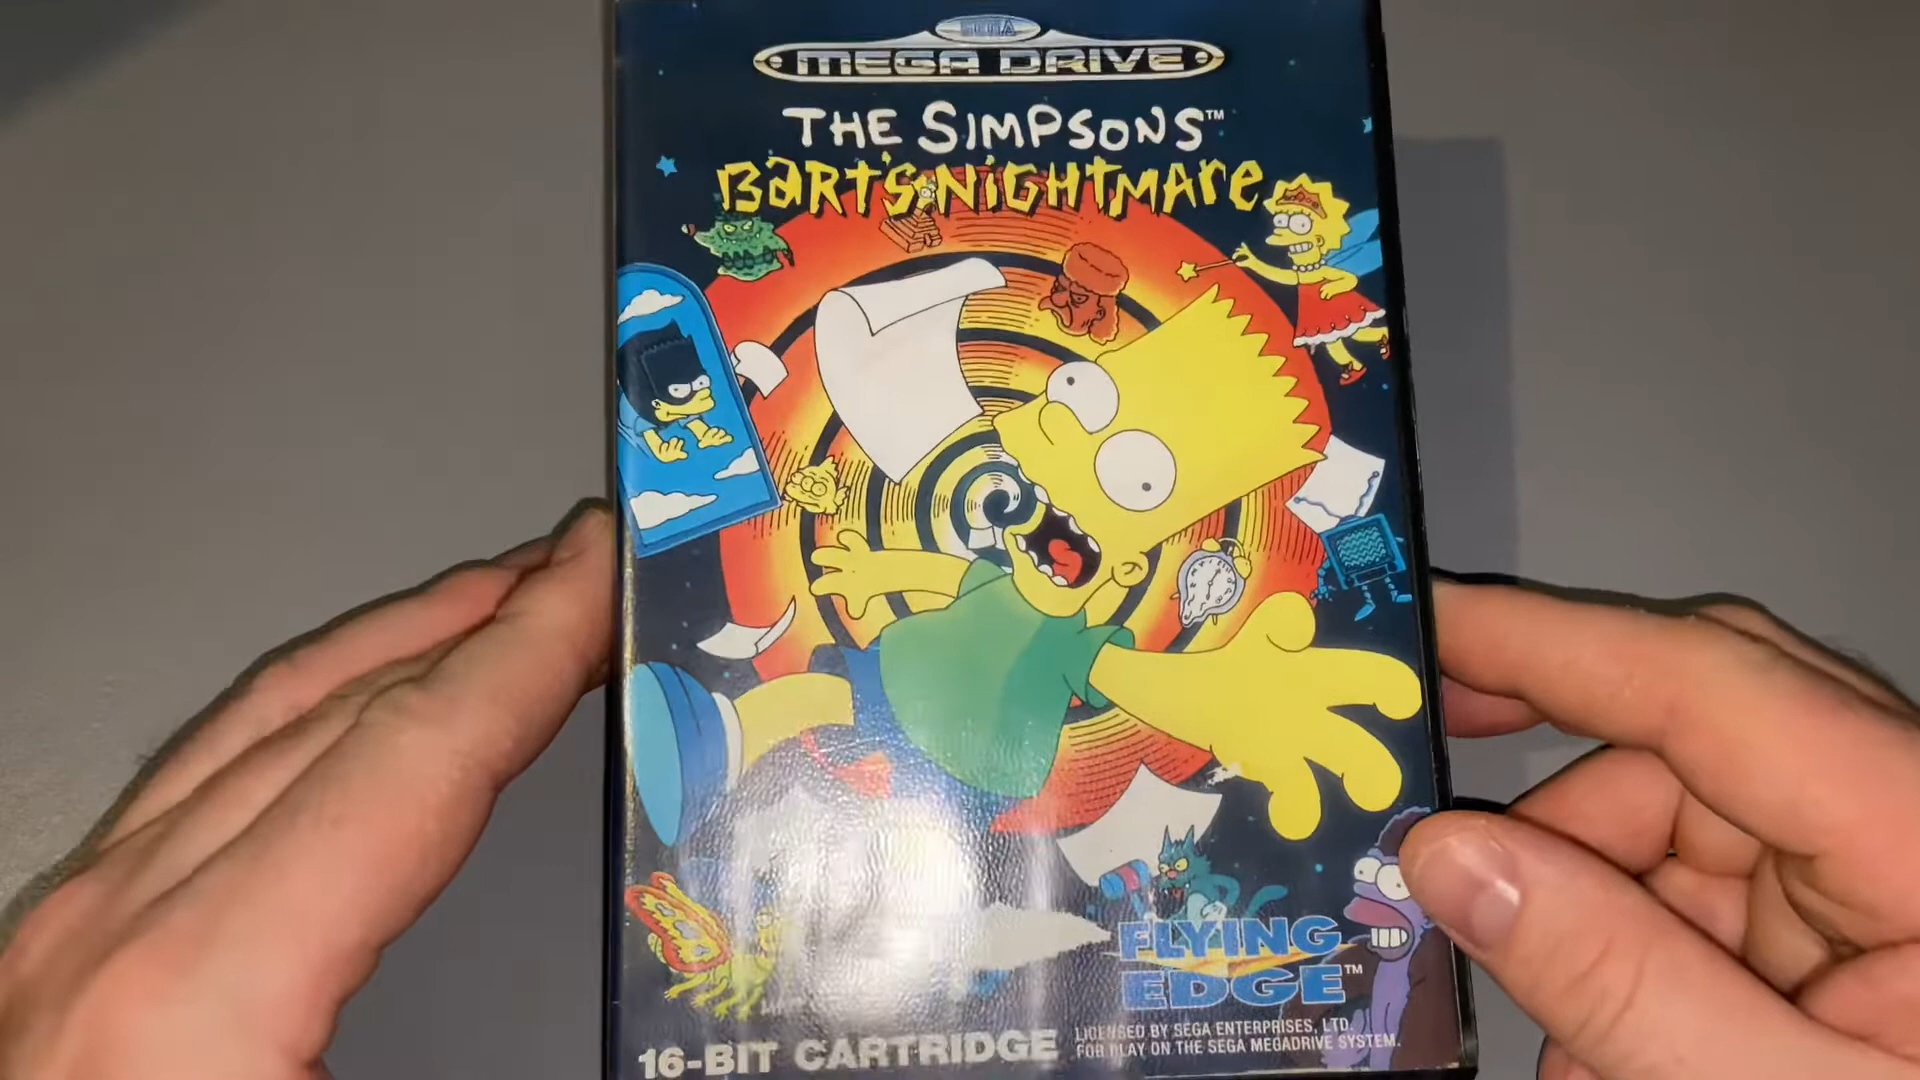 SEGA
MEGA DRIVE
THE SIMPSONS™
BART'S NIGHTMARE
FLYING
EDGE™
16-BIT CARTRIDGE
LICENSED BY SEGA ENTERPRISES, LTD.
FOR PLAY ON THE SEGA MEGADRIVE SYSTEM.